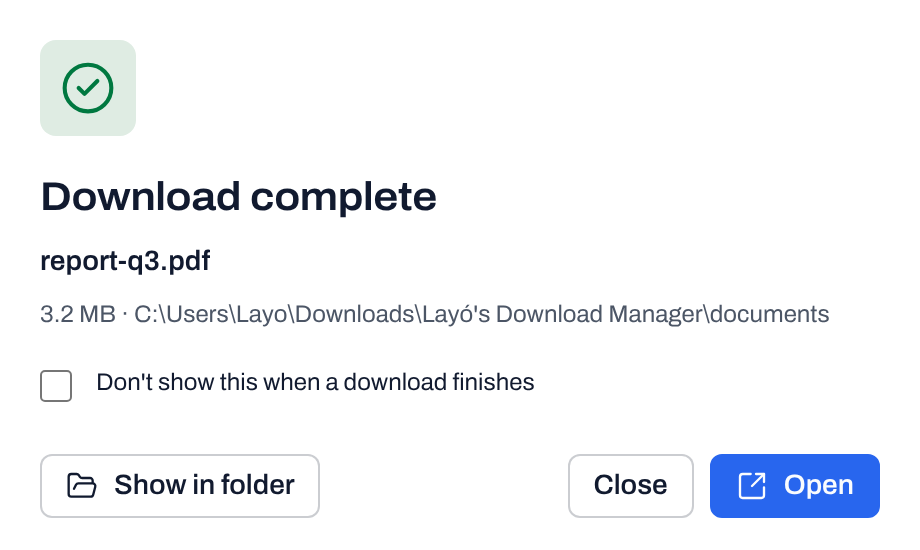 Download complete
report-q3.pdf
3.2 MB · C:\Users\Layo\Downloads\Layó's Download Manager\documents
Don't show this when a download finishes
Show in folder
Close
Open